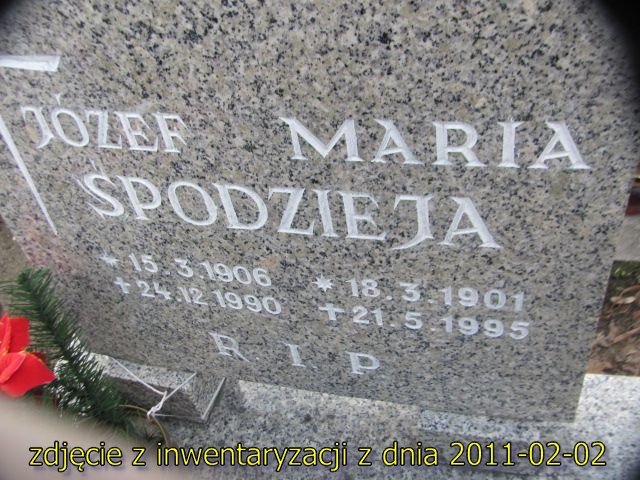 JÓZEF MARIA
ŚPODZIEJA
* 15.3.1906 * 18.3.1901
✝ 24.12.1990 ✝ 21.5.1995
R I P
zdjęcie z inwentaryzacji z dnia 2011-02-02